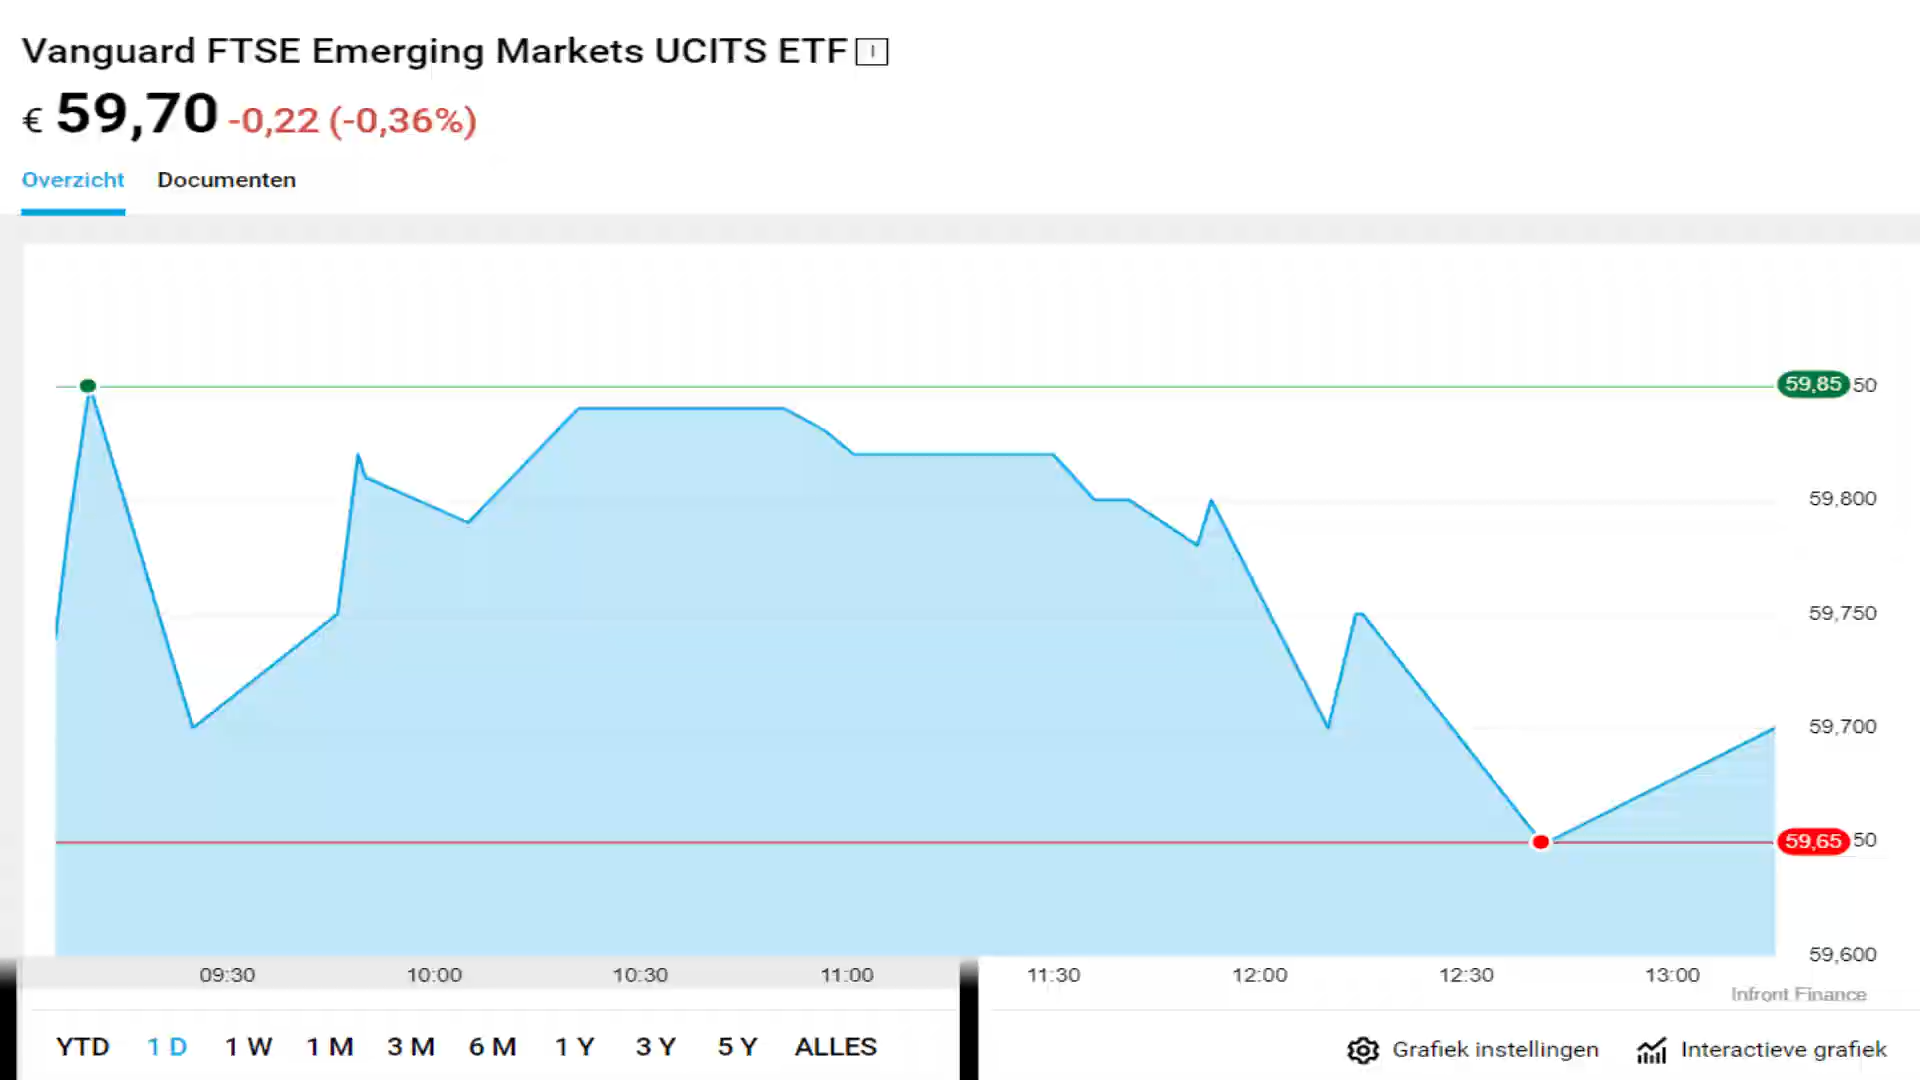 Vanguard FTSE Emerging Markets UCITS ETF I
€ 59,70 -0,22 (-0,36%)
Overzicht Documenten
59,85 50
59,800
59,750
59,700
59,65 50
59,600
09:30 10:00 10:30 11:00 11:30 12:00 12:30 13:00
Infront Finance
YTD 1 D 1 W 1 M 3 M 6 M 1 Y 3 Y 5 Y ALLES Grafiek instellingen Interactieve grafiek